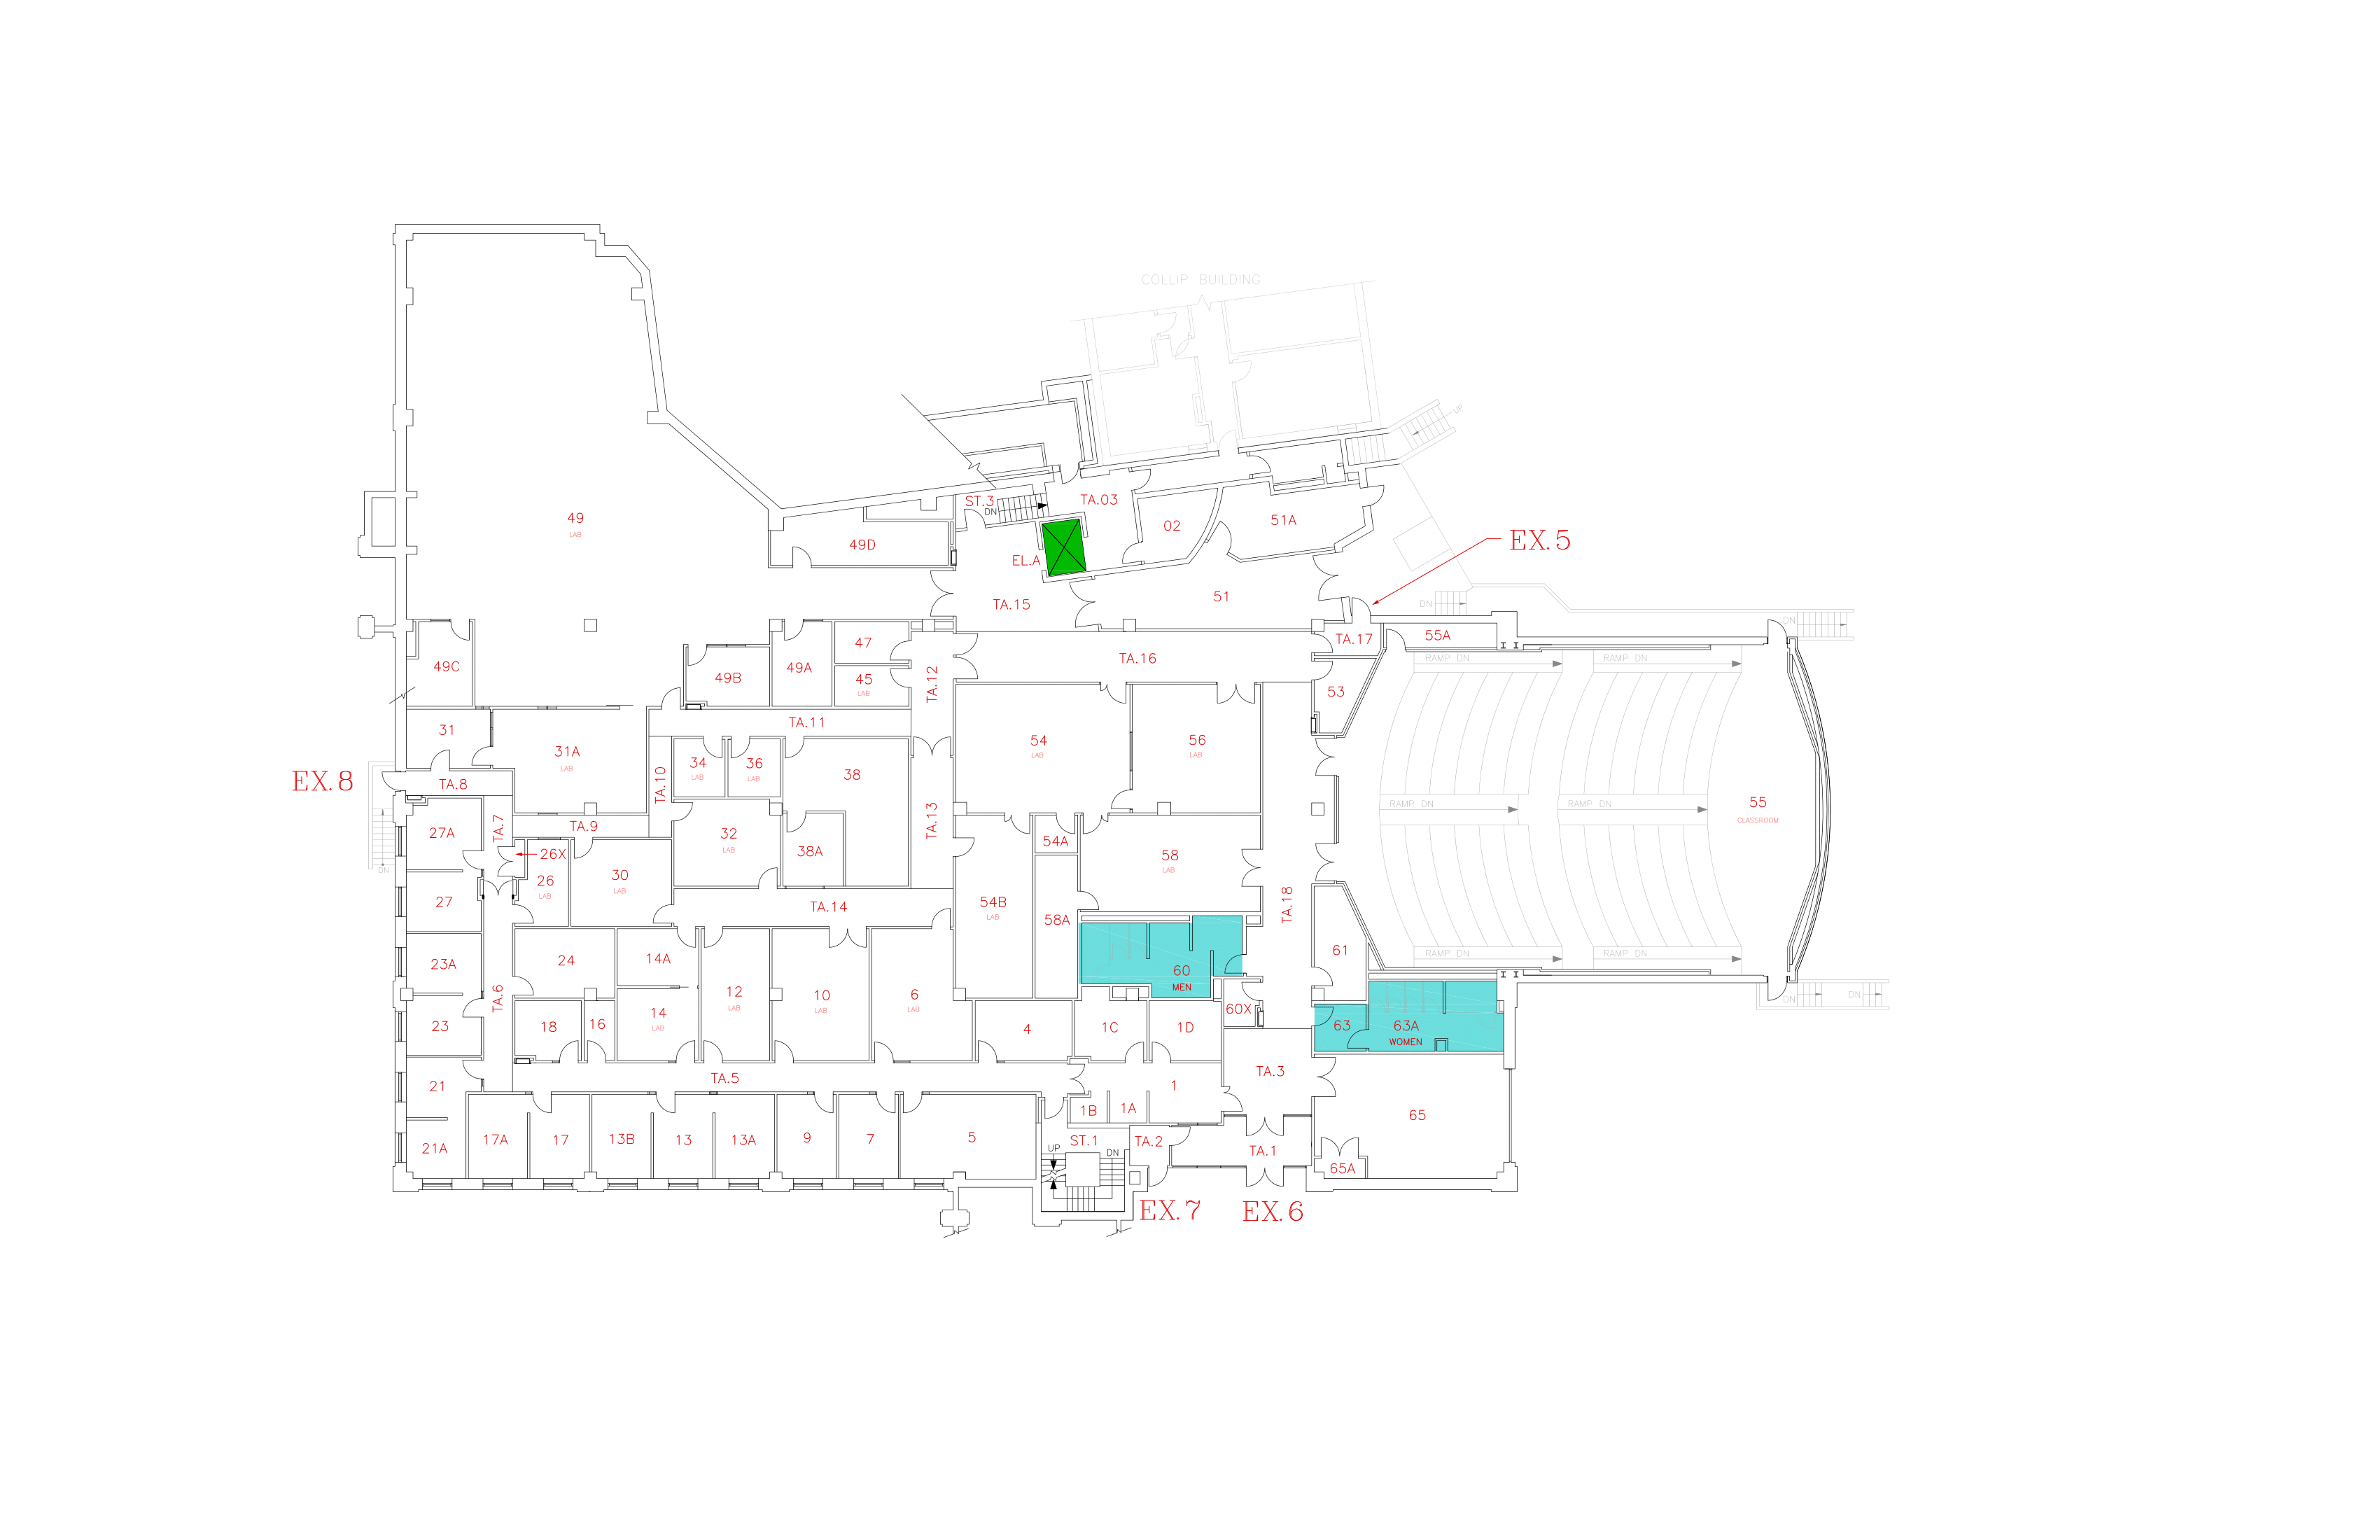 COLLIP BUILDING
UP
ST.3
DN
TA.03
02
51A
49
LAB
49D
EL.A
EX.5
TA.15
51
DN
DN
47
TA.16
TA.17
55A
49C
49B
49A
45
LAB
TA.12
53
RAMP DN
RAMP DN
31
31A
LAB
TA.11
54
LAB
56
LAB
EX.8
TA.8
TA.10
34
LAB
36
LAB
38
TA.13
RAMP DN
RAMP DN
55
CLASSROOM
27A
TA.7
TA.9
32
LAB
38A
54A
58
LAB
DN
26X
26
LAB
30
LAB
27
TA.14
54B
LAB
58A
TA.18
23A
24
14A
60
MEN
61
RAMP DN
RAMP DN
TA.6
12
LAB
10
LAB
6
LAB
DN
DN
23
18
16
14
LAB
4
1C
1D
60X
63
63A
WOMEN
21
TA.5
1
TA.3
1B
1A
65
21A
17A
17
13B
13
13A
9
7
5
ST.1
UP
DN
TA.2
TA.1
65A
EX.7
EX.6